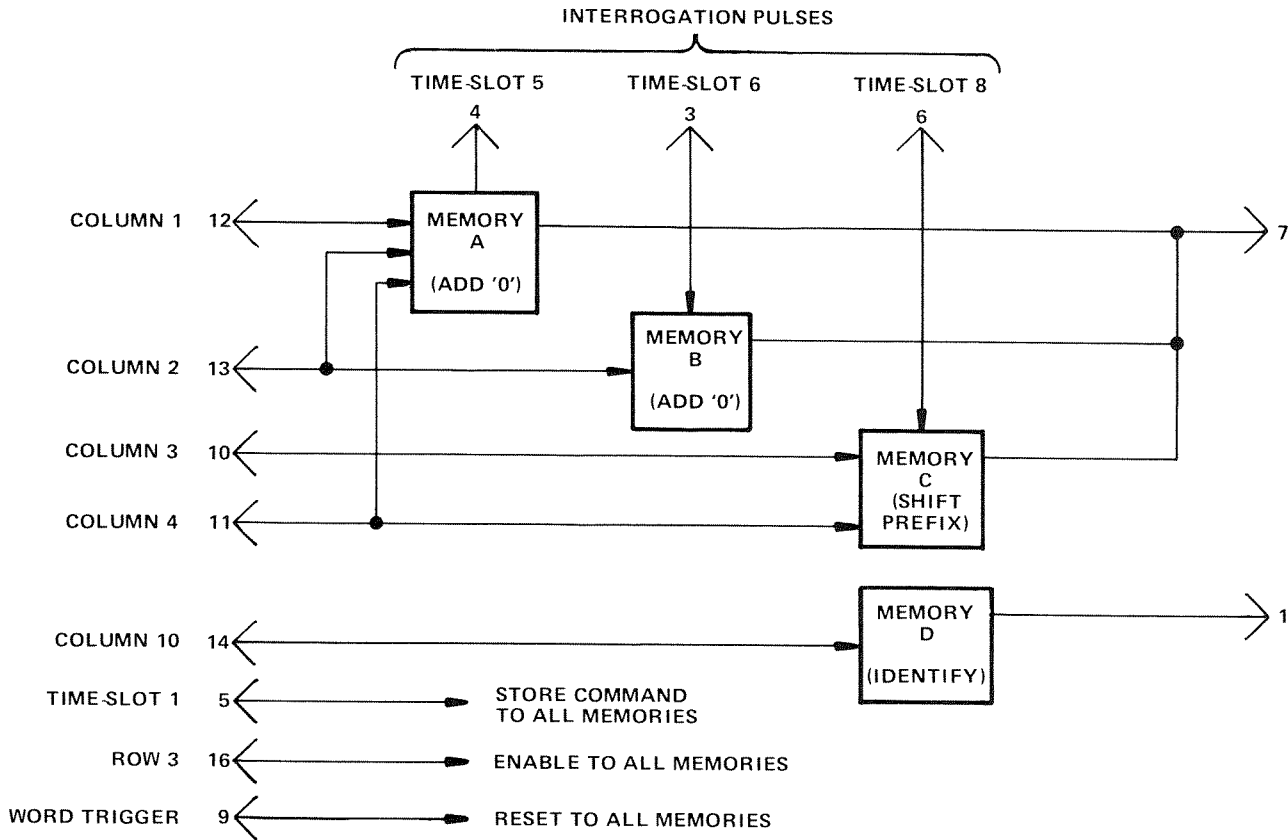 INTERROGATION PULSES
TIME-SLOT 5 TIME-SLOT 6 TIME-SLOT 8
4 3 6
COLUMN 1 12
MEMORY
A
(ADD '0')
7
COLUMN 2 13
MEMORY
B
(ADD '0')
COLUMN 3 10
COLUMN 4 11
MEMORY
C
(SHIFT
PREFIX)
COLUMN 10 14
MEMORY
D
(IDENTIFY)
1
TIME-SLOT 1 5
STORE COMMAND
TO ALL MEMORIES
ROW 3 16 ENABLE TO ALL MEMORIES
WORD TRIGGER 9 RESET TO ALL MEMORIES